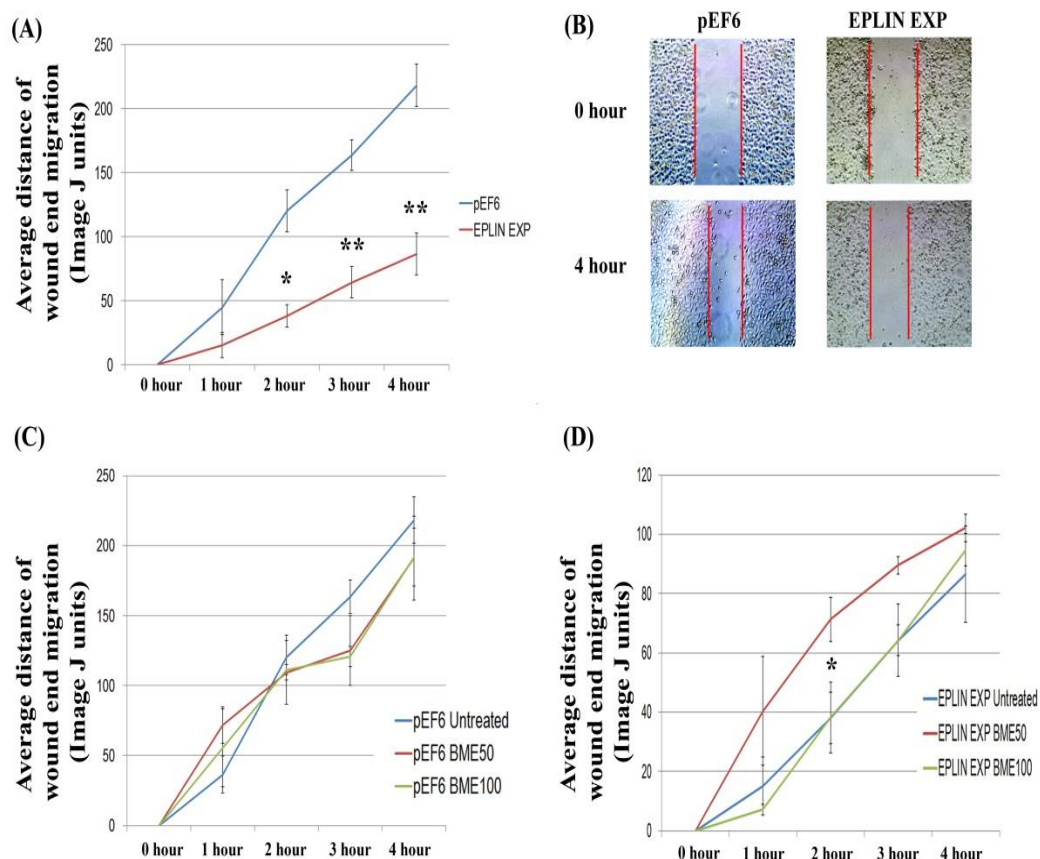 (A)
Average distance of
wound end migration
(Image J units)
250
200
150
100
50
0
**
**
*
pEF6
EPLIN EXP
0 hour
1 hour
2 hour
3 hour
4 hour
(B)
pEF6
EPLIN EXP
0 hour
4 hour
(C)
Average distance of
wound end migration
(Image J units)
250
200
150
100
50
0
pEF6 Untreated
pEF6 BME50
pEF6 BME100
0 hour
1 hour
2 hour
3 hour
4 hour
(D)
Average distance of
wound end migration
(Image J units)
120
100
80
60
40
20
0
*
EPLIN EXP Untreated
EPLIN EXP BME50
EPLIN EXP BME100
0 hour
1 hour
2 hour
3 hour
4 hour